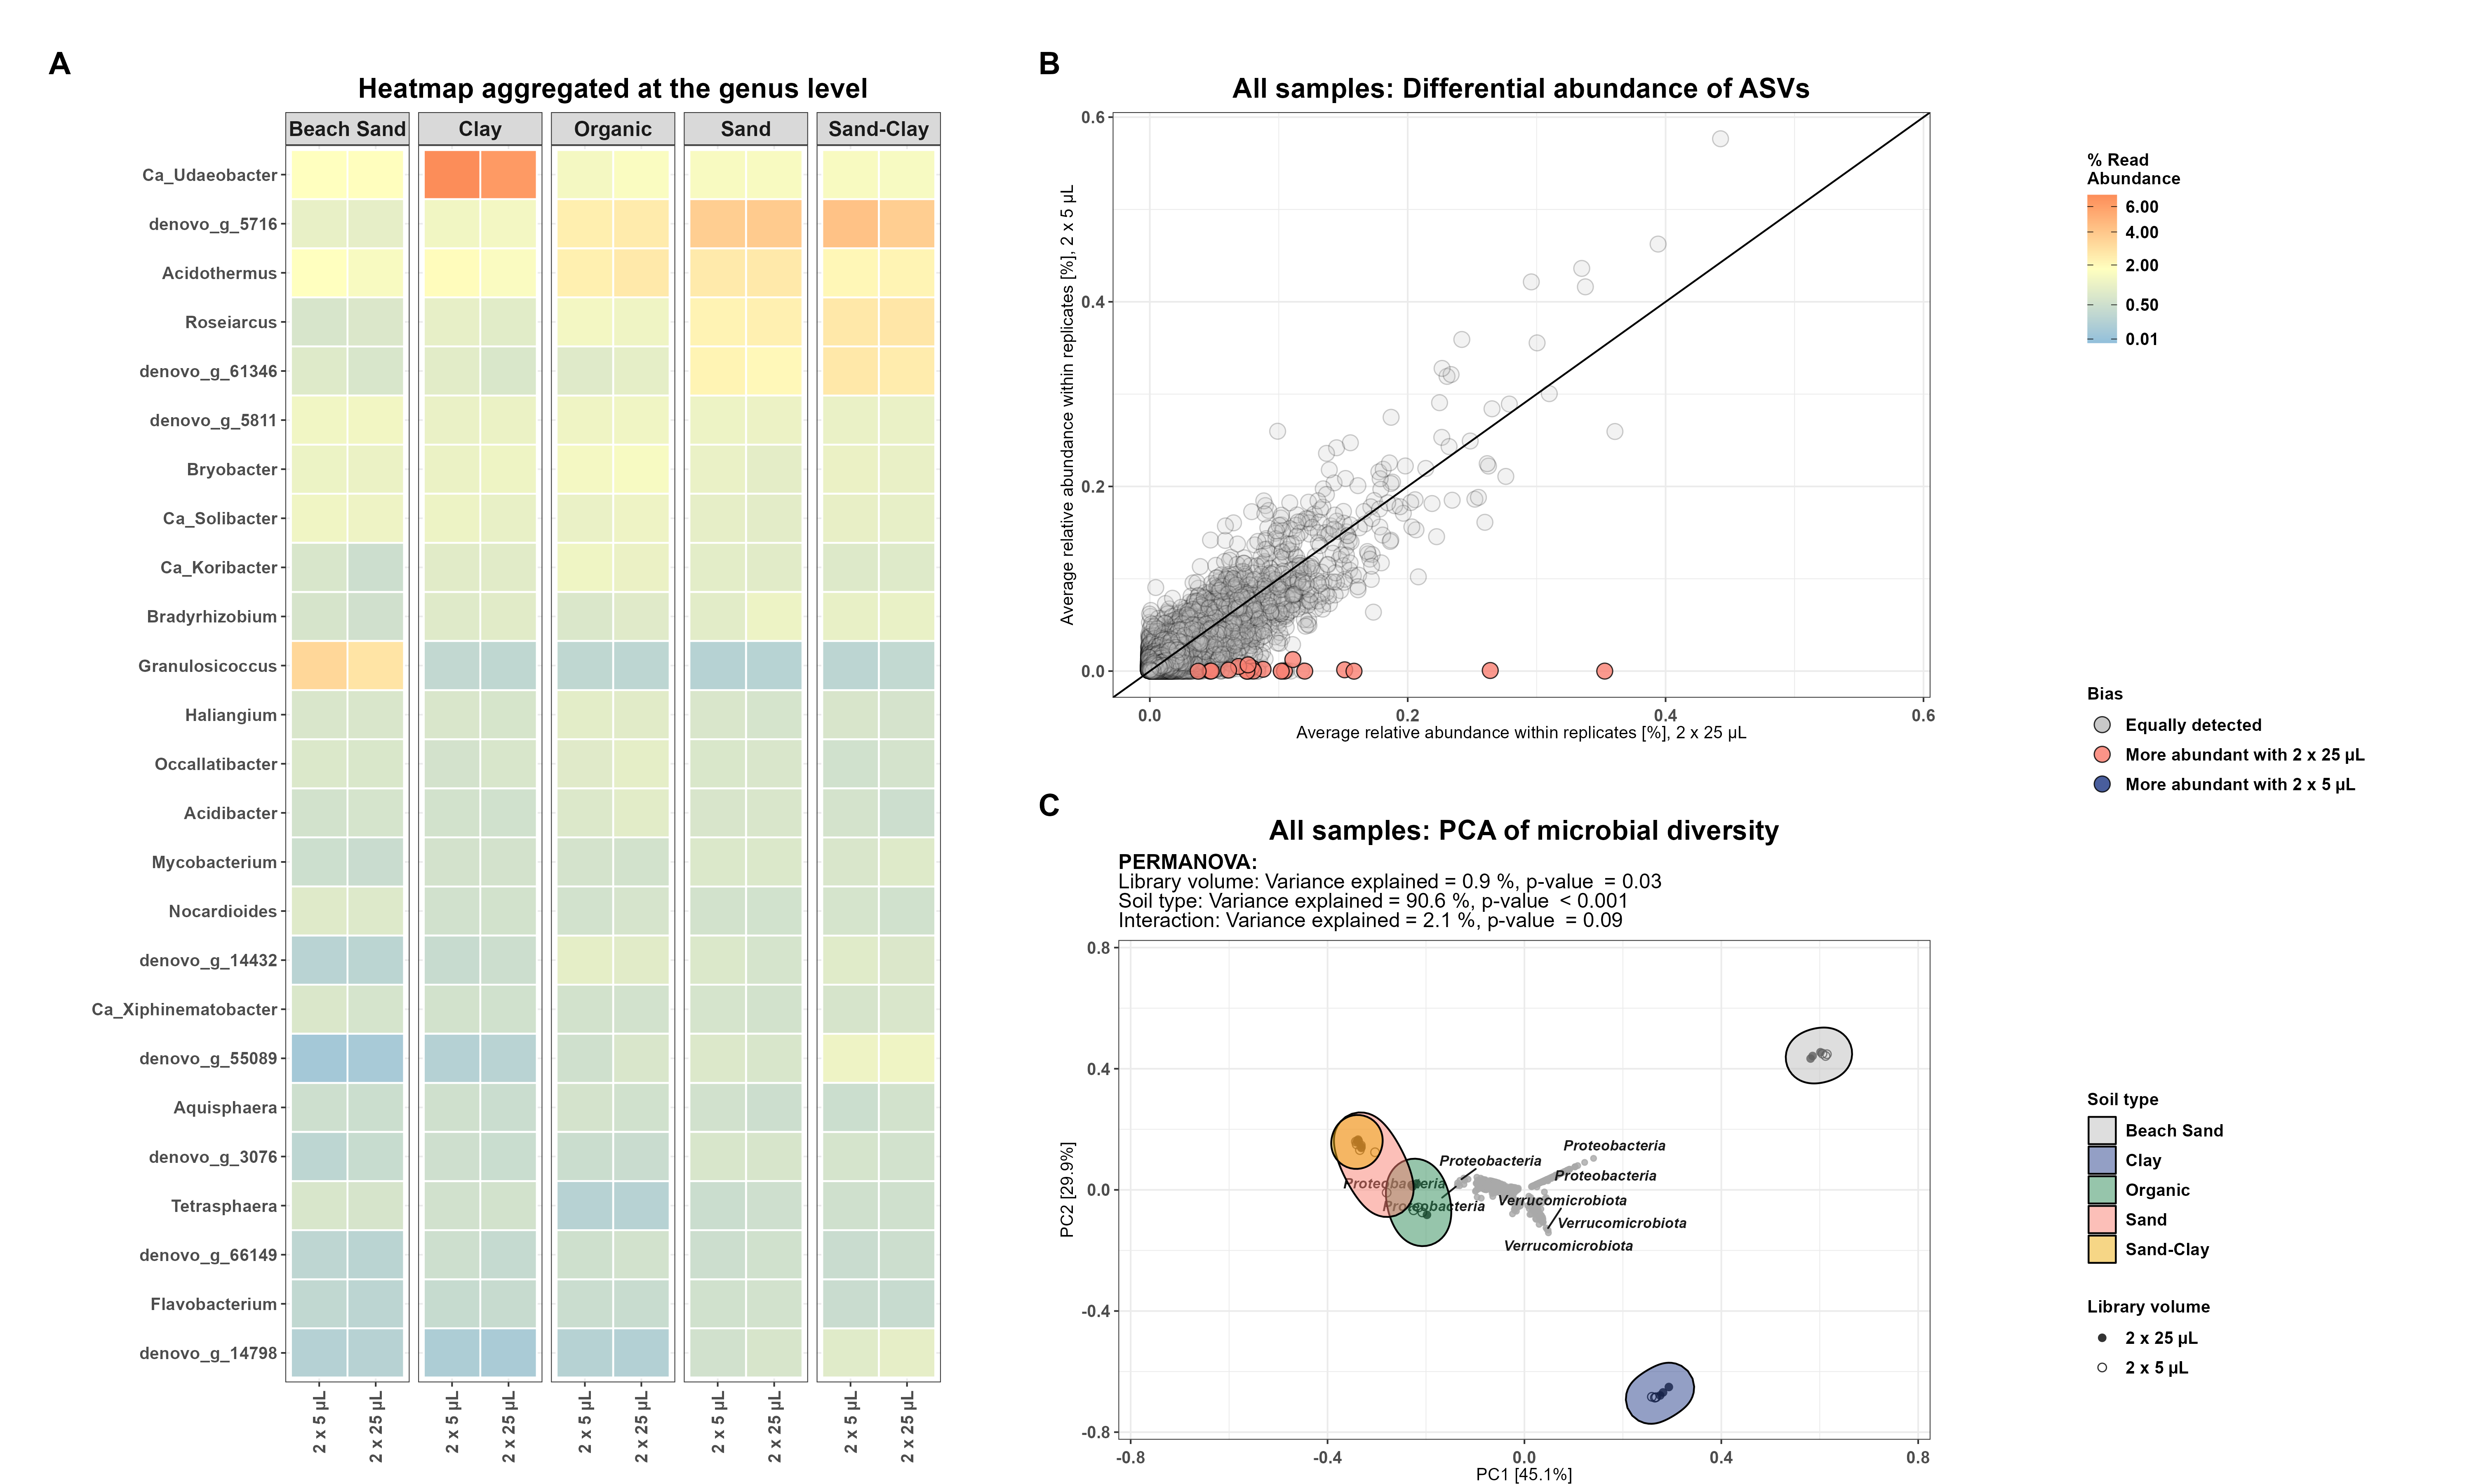 A
Heatmap aggregated at the genus level
Beach Sand
Clay
Organic
Sand
Sand-Clay
Ca_Udaeobacter
denovo_g_5716
Acidothermus
Roseiarcus
denovo_g_61346
denovo_g_5811
Bryobacter
Ca_Solibacter
Ca_Koribacter
Bradyrhizobium
Granulosicoccus
Haliangium
Occallatibacter
Acidibacter
Mycobacterium
Nocardioides
denovo_g_14432
Ca_Xiphinematobacter
denovo_g_55089
Aquisphaera
denovo_g_3076
Tetrasphaera
denovo_g_66149
Flavobacterium
denovo_g_14798
2 x 5 µL
2 x 25 µL
2 x 5 µL
2 x 25 µL
2 x 5 µL
2 x 25 µL
2 x 5 µL
2 x 25 µL
2 x 5 µL
2 x 25 µL
B
All samples: Differential abundance of ASVs
Average relative abundance within replicates [%], 2 x 5 µL
0.6
0.4
0.2
0.0
0.0
0.2
0.4
0.6
Average relative abundance within replicates [%], 2 x 25 µL
C
All samples: PCA of microbial diversity
PERMANOVA:
Library volume: Variance explained = 0.9 %, p-value = 0.03
Soil type: Variance explained = 90.6 %, p-value < 0.001
Interaction: Variance explained = 2.1 %, p-value = 0.09
PC2 [29.9%]
0.8
0.4
0.0
-0.4
-0.8
Proteobacteria
Proteobacteria
Proteobacteria
Proteobacteria
Verrucomicrobiota
Proteobacteria
Verrucomicrobiota
Verrucomicrobiota
-0.8
-0.4
0.0
0.4
0.8
PC1 [45.1%]
% Read
Abundance
6.00
4.00
2.00
0.50
0.01
Bias
Equally detected
More abundant with 2 x 25 µL
More abundant with 2 x 5 µL
Soil type
Beach Sand
Clay
Organic
Sand
Sand-Clay
Library volume
2 x 25 µL
2 x 5 µL